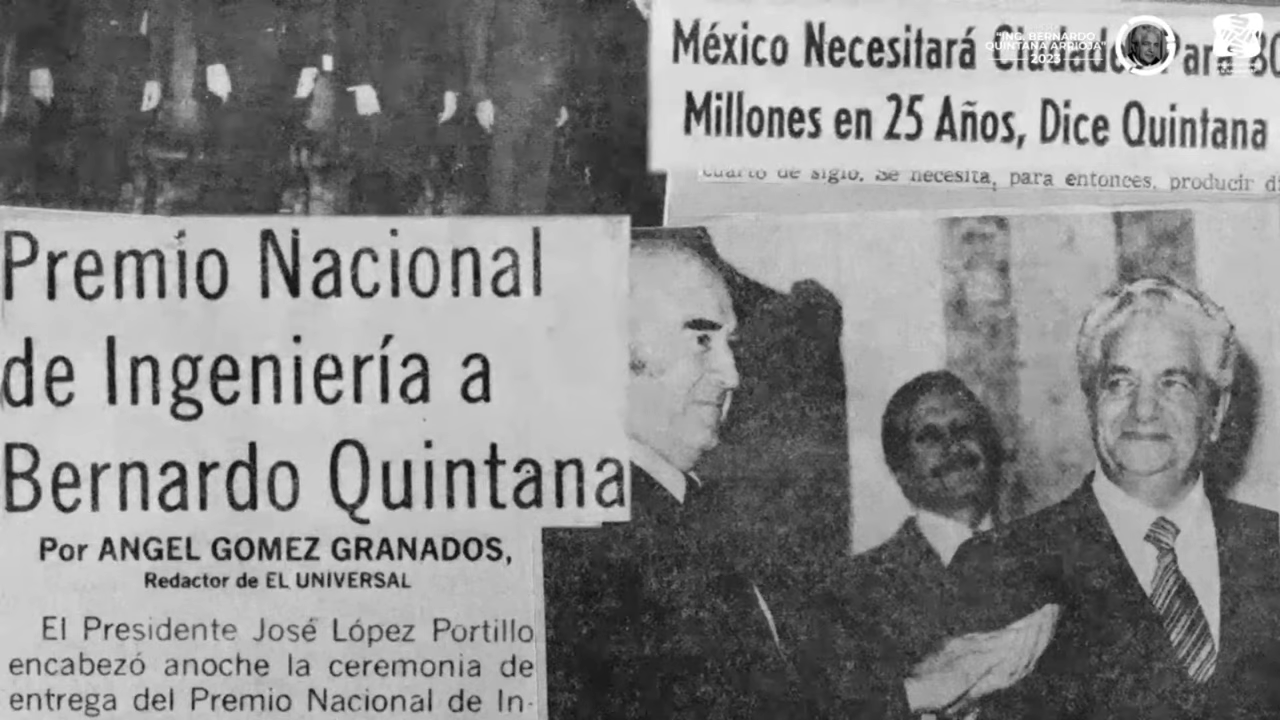 México Necesitará Ciudades Para 80
Millones en 25 Años, Dice Quintana
cuarto de siglo. Se necesita, para entonces, producir
"ING. BERNARDO
QUINTANA ARRIOJA"
2023
Premio Nacional
de Ingeniería a
Bernardo Quintana
Por ANGEL GOMEZ GRANADOS,
Redactor de EL UNIVERSAL
El Presidente José López Portillo
encabezó anoche la ceremonia de
entrega del Premio Nacional de In-